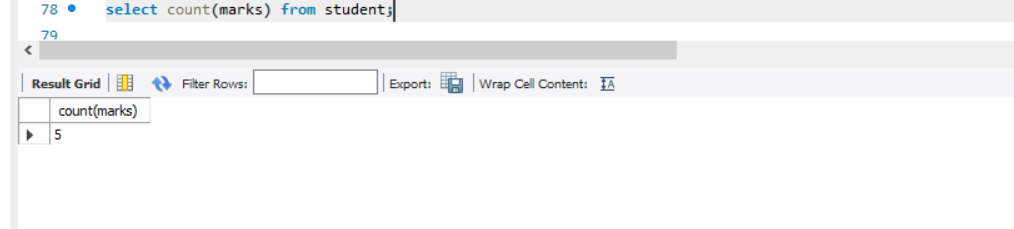 78 select count(marks) from student;
79
Result Grid Filter Rows: Export: Wrap Cell Content:
count(marks)
5